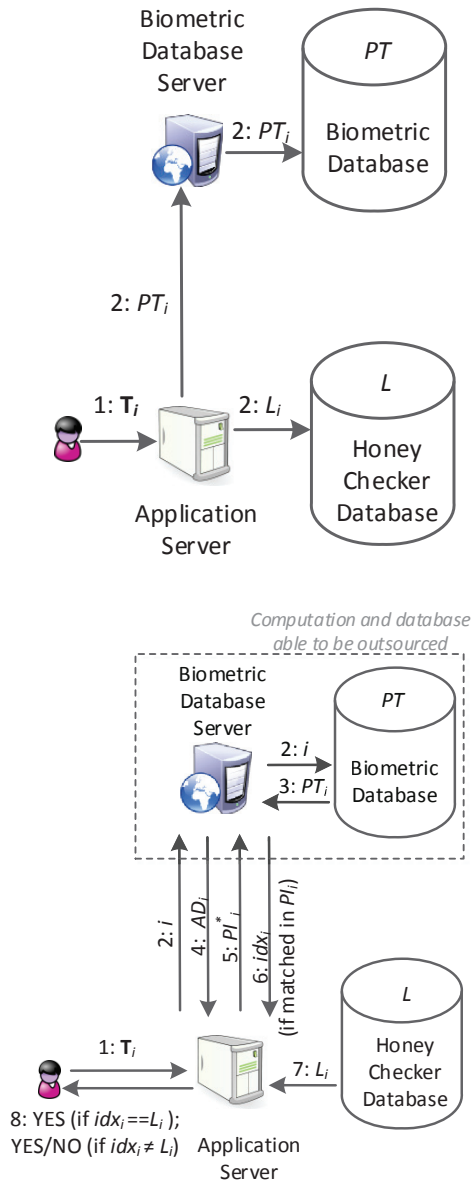 Biometric
Database
Server
PT
2: PTᵢ
Biometric
Database
2: PTᵢ
L
1: Tᵢ
2: Lᵢ
Honey
Checker
Database
Application
Server
Computation and database
able to be outsourced
Biometric
Database
Server
PT
2: i
3: PTᵢ
Biometric
Database
2: i
4: ADᵢ
5: PI*ᵢ
6: idxᵢ
(if matched in PIᵢ)
L
1: Tᵢ
7: Lᵢ
Honey
Checker
Database
8: YES (if idxᵢ==Lᵢ );
YES/NO (if idxᵢ ≠ Lᵢ)
Application
Server